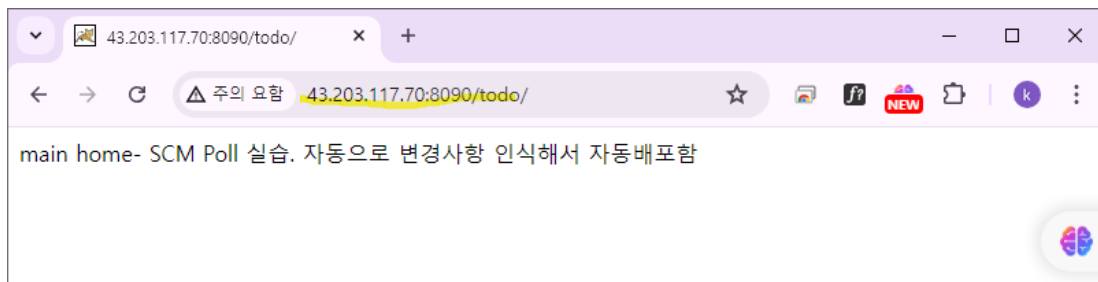 43.203.117.70:8090/todo/
주의 요함 43.203.117.70:8090/todo/
f?
NEW
k
main home- SCM Poll 실습. 자동으로 변경사항 인식해서 자동배포함